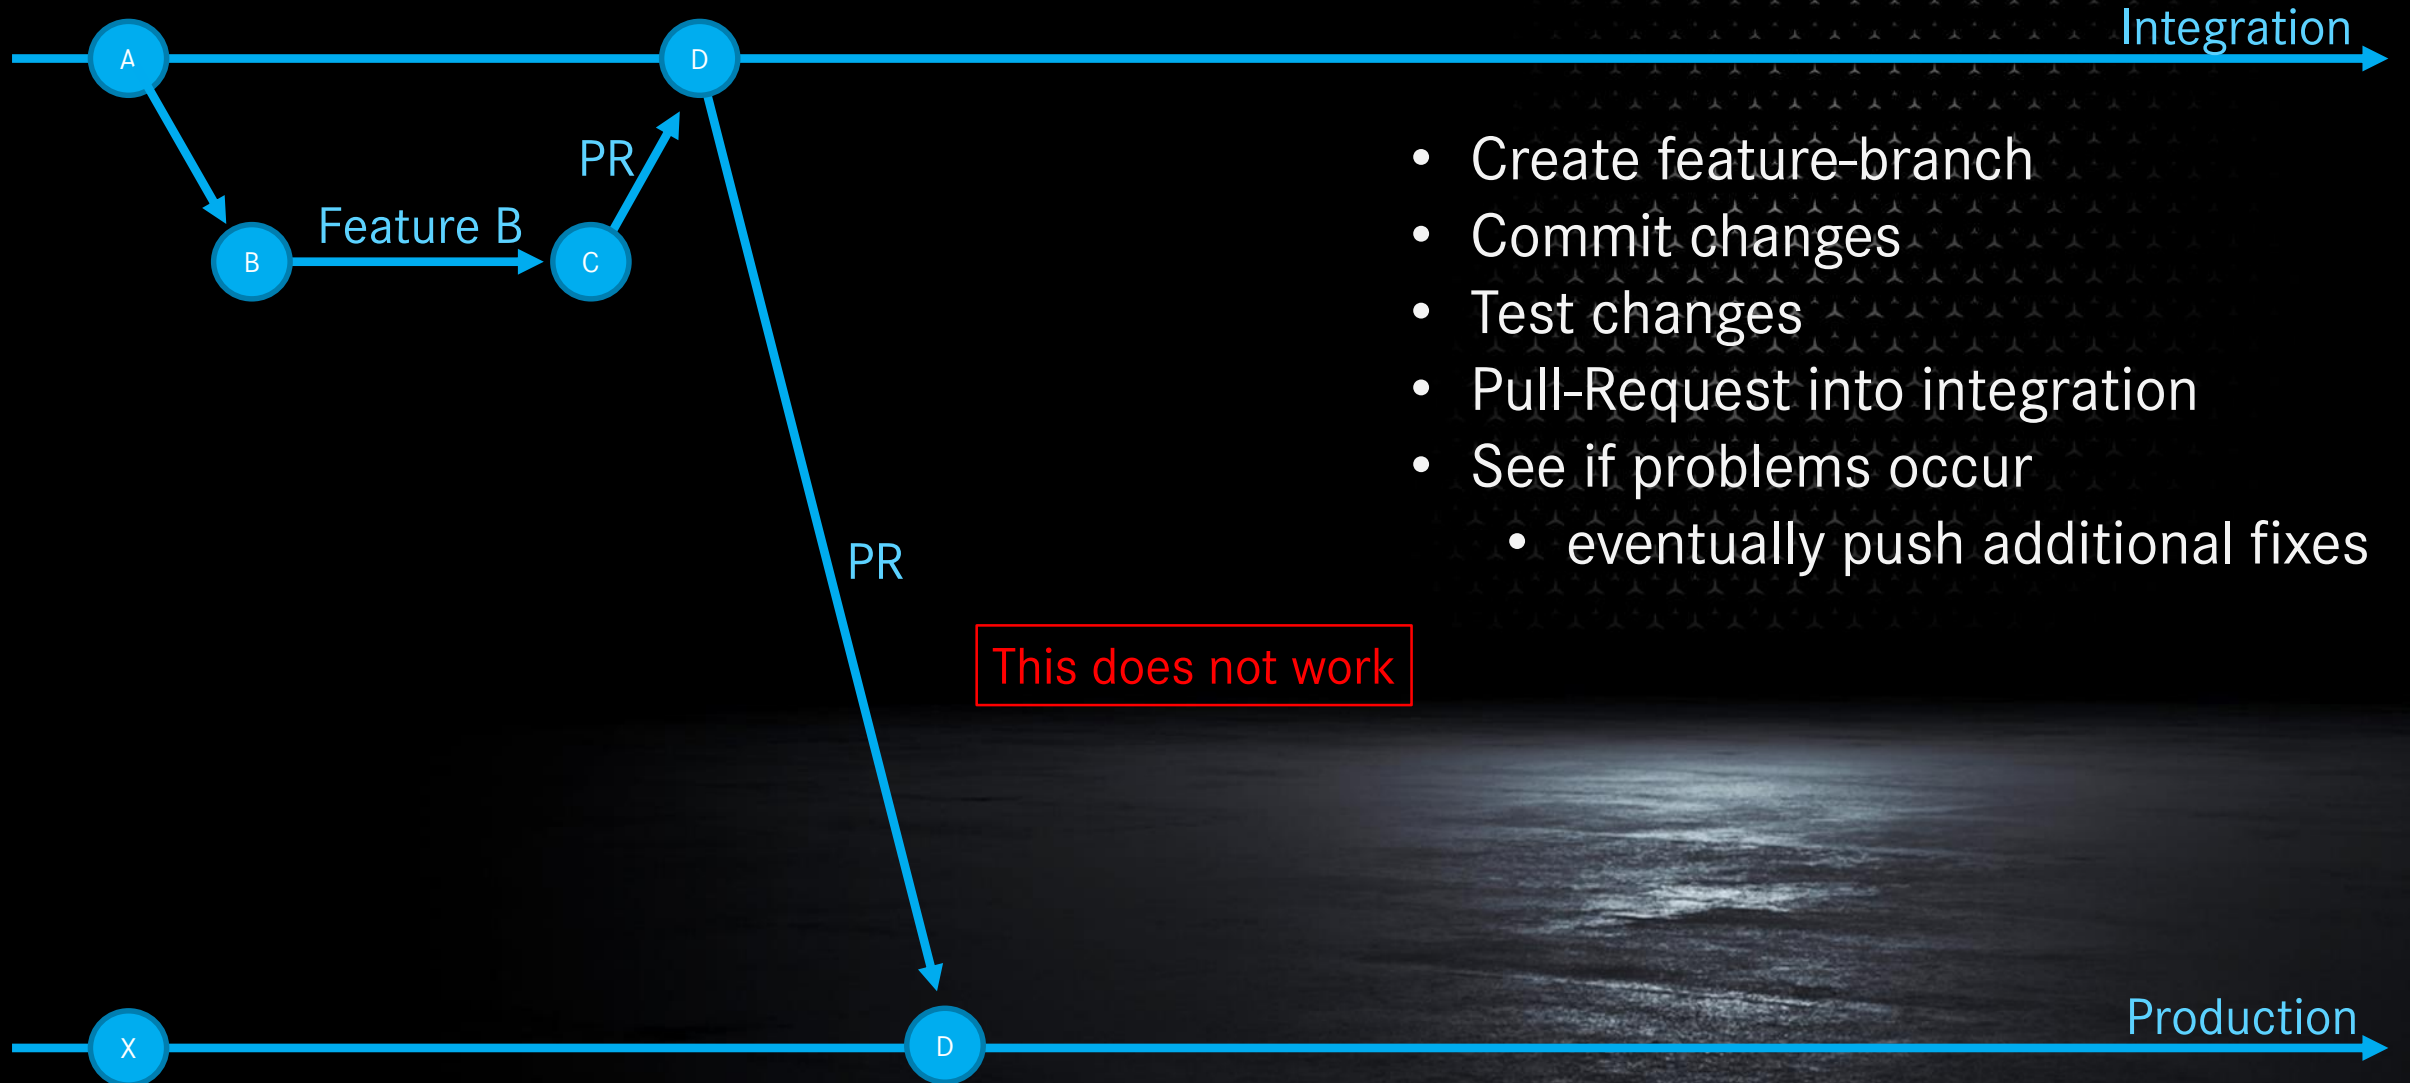 Integration
A
D
PR
Feature B
B
C
• Create feature-branch
• Commit changes
• Test changes
• Pull-Request into integration
• See if problems occur
• eventually push additional fixes
PR
This does not work
Production
X
D